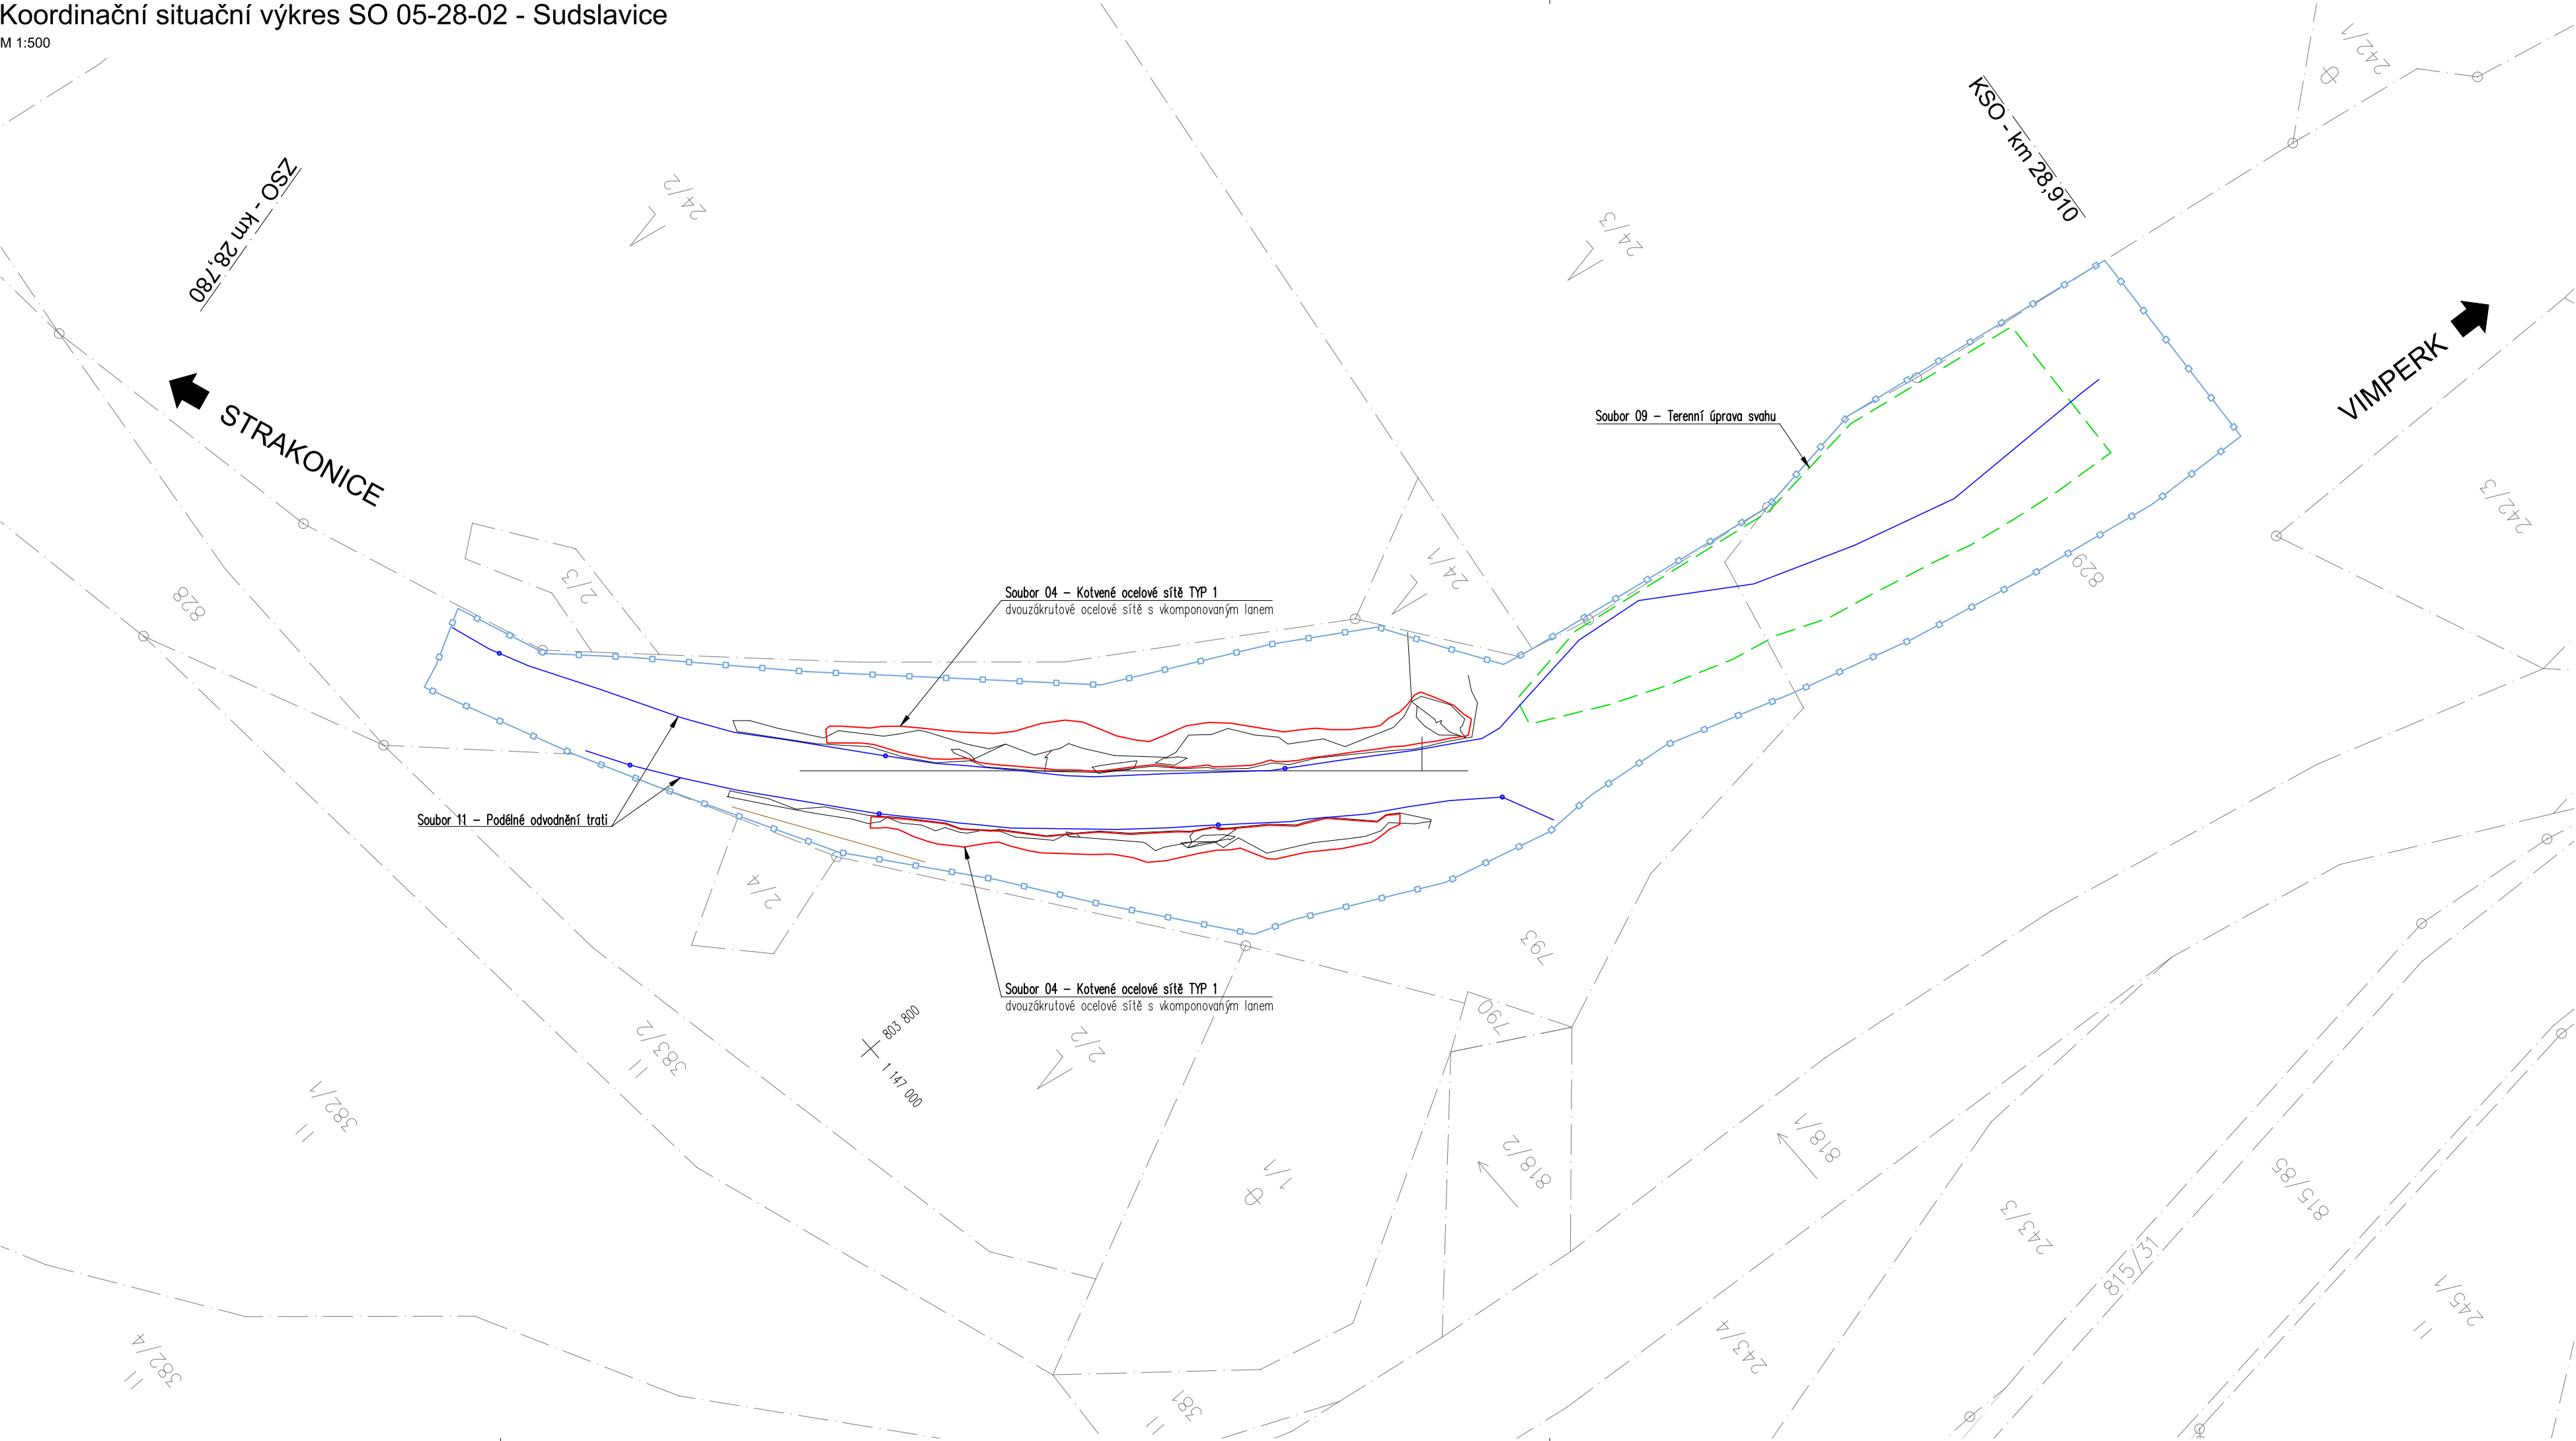 Koordinační situační výkres SO 05-28-02 - Sudslavice
M 1:500
242/1
KSO - km 28,910
ZSO - km 28,780
24/2
24/3
VIMPERK
STRAKONICE
Soubor 09 – Terenní úprava svahu
242/3
829
24/1
2/3
828
Soubor 04 – Kotvené ocelové sítě TYP 1
dvouzákrutové ocelové sítě s vkomponovaným lanem
Soubor 11 – Podélné odvodnění trati
2/4
793
Soubor 04 – Kotvené ocelové sítě TYP 1
dvouzákrutové ocelové sítě s vkomponovaným lanem
790
803 800
1 147 000
2/2
383/2
382/1
818/1
818/2
1/1
815/85
243/3
815/31
245/1
243/4
382/4
381